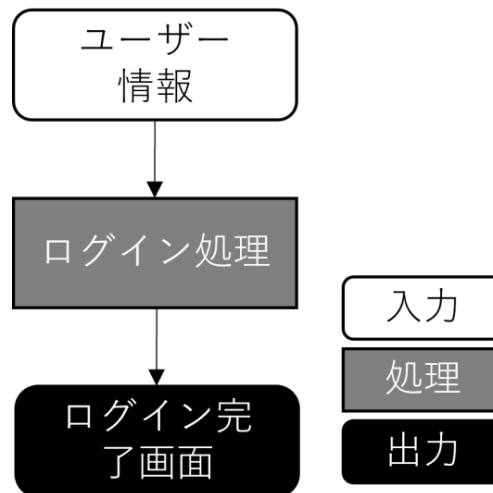 ユーザー
情報
ログイン処理
ログイン完
了画面
入力
処理
出力